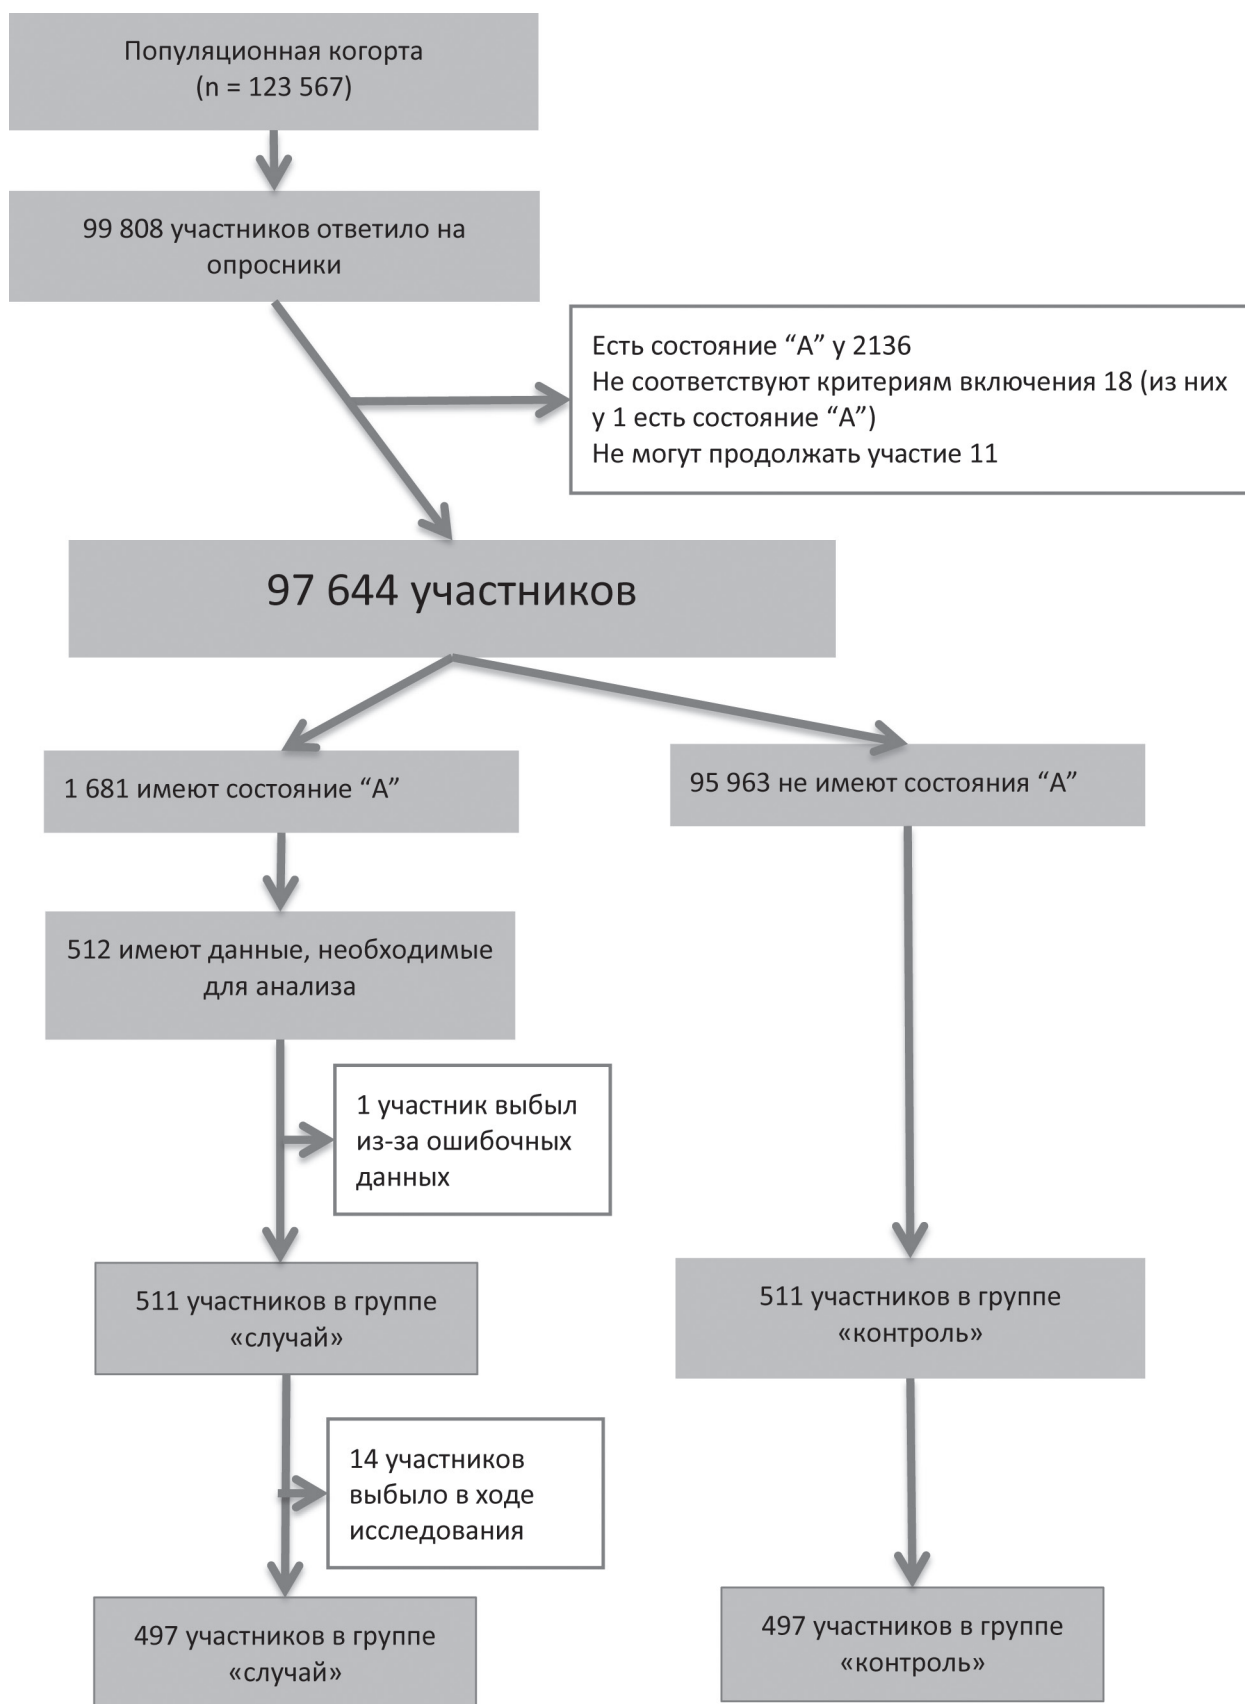 Популяционная когорта
(n = 123 567)
99 808 участников ответило на
опросники
Есть состояние “А” у 2136
Не соответствуют критериям включения 18 (из них
у 1 есть состояние “А”)
Не могут продолжать участие 11
97 644 участников
1 681 имеют состояние “А”
95 963 не имеют состояния “А”
512 имеют данные, необходимые
для анализа
1 участник выбыл
из-за ошибочных
данных
511 участников в группе
«случай»
511 участников в группе
«контроль»
14 участников
выбыло в ходе
исследования
497 участников в группе
«случай»
497 участников в группе
«контроль»